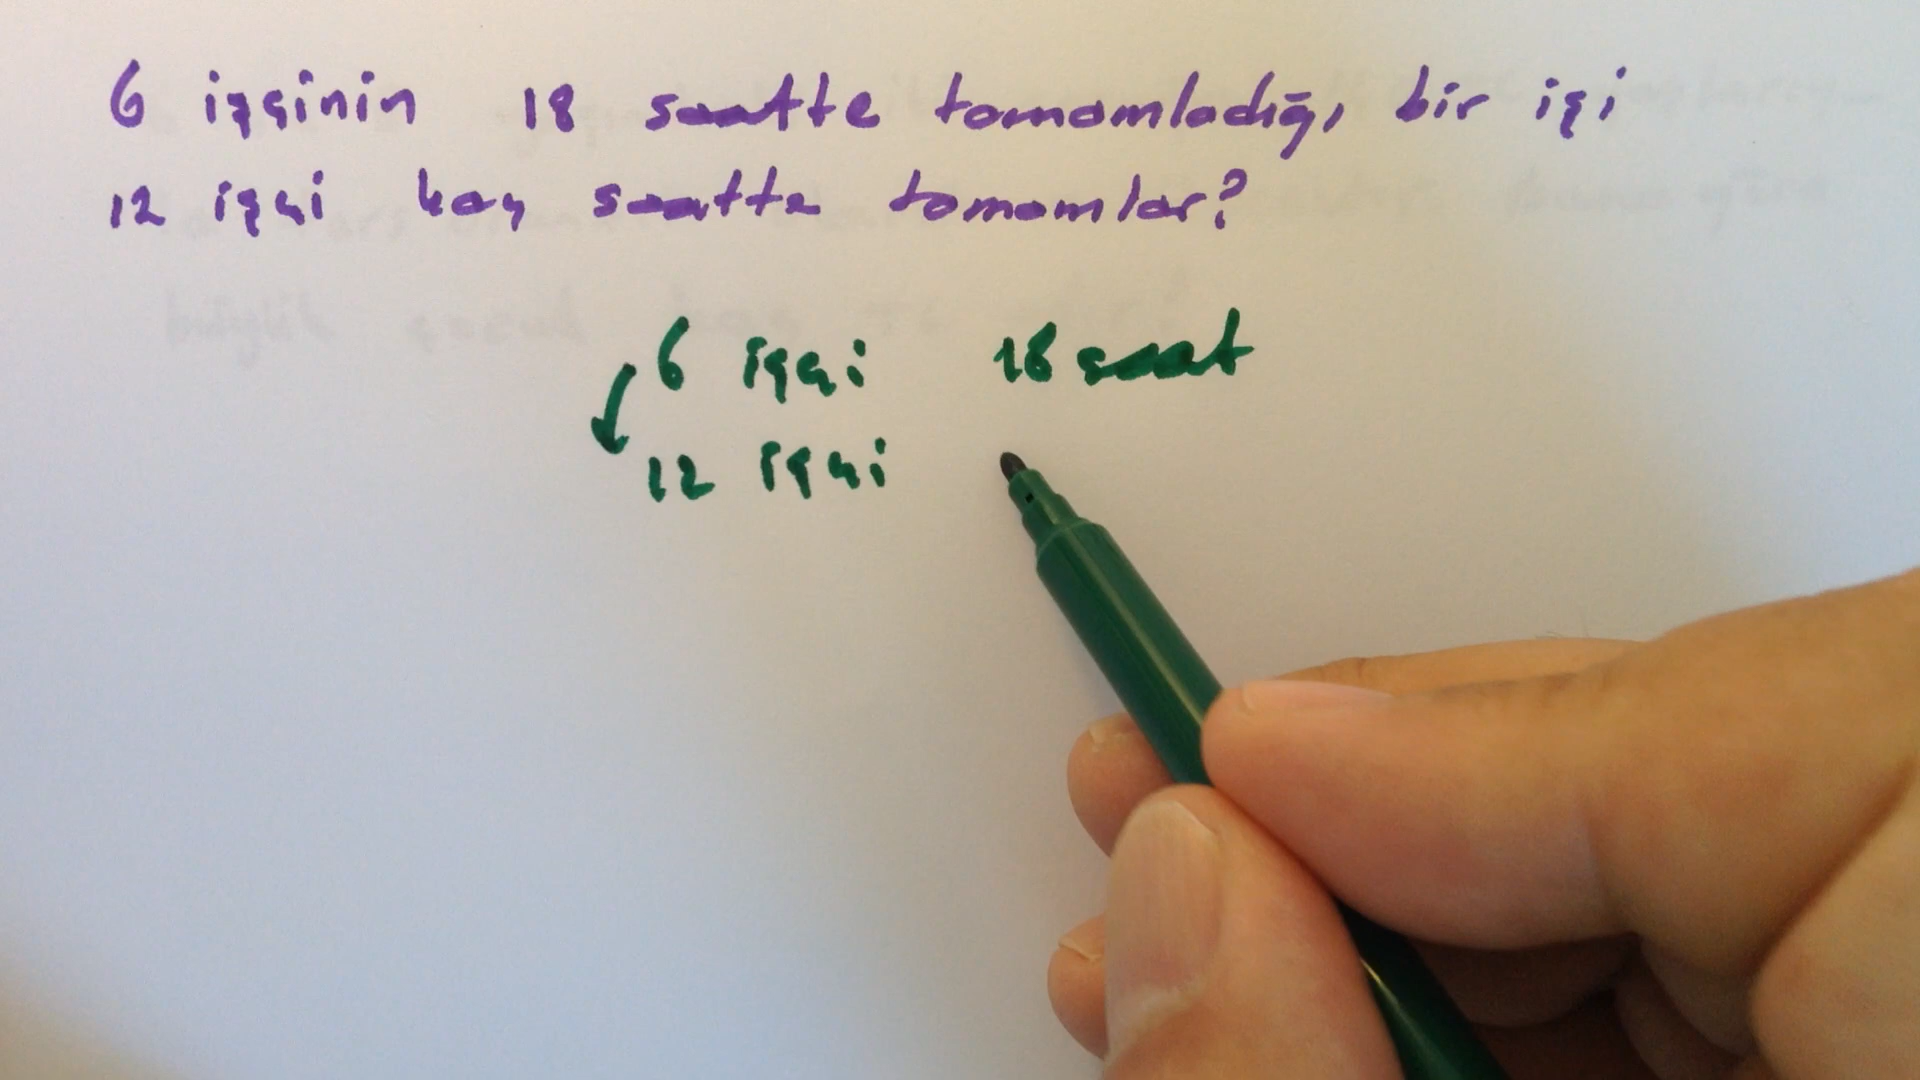 6 işçinin 18 saatte tamamladığı bir işi
12 işçi kaç saatte tamamlar?
6 işçi 18 saat
12 işçi